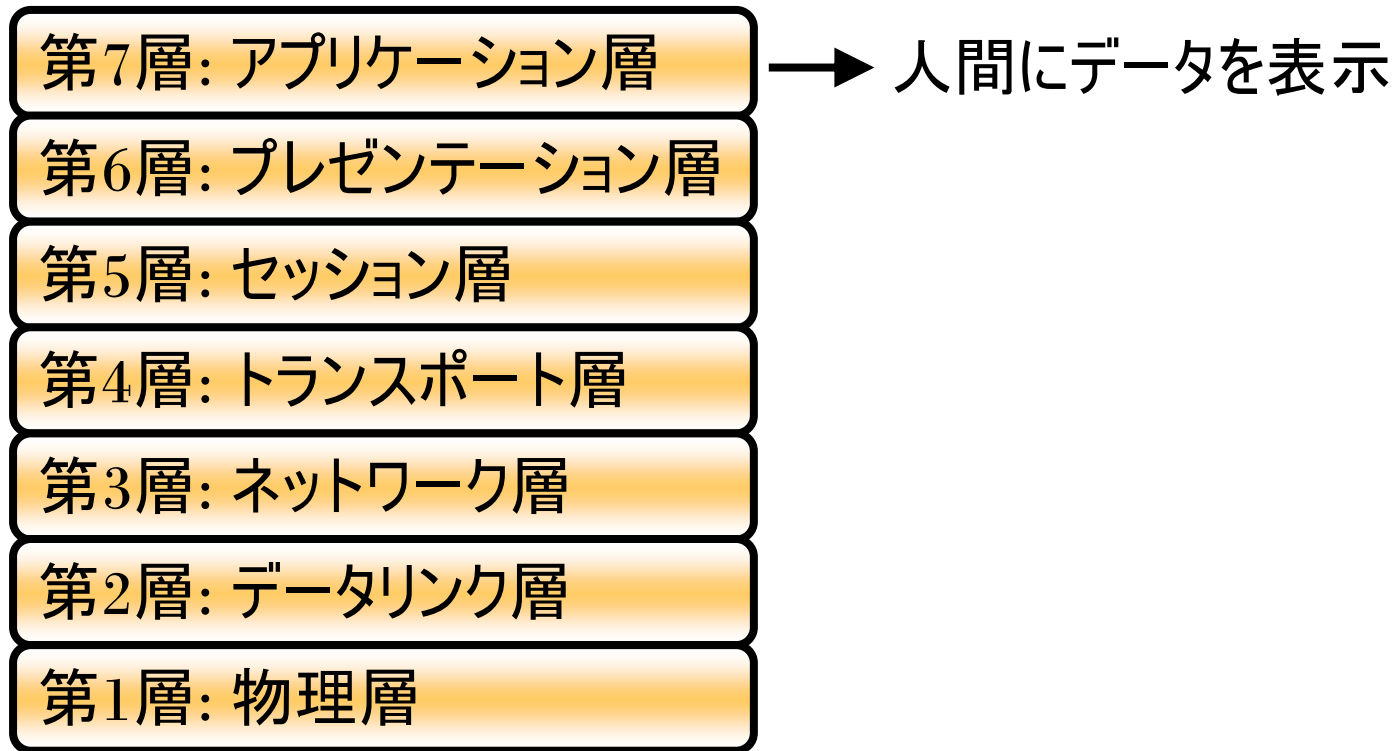 第7層: アプリケーション層
人間にデータを表示
第6層: プレゼンテーション層
第5層: セッション層
第4層: トランスポート層
第3層: ネットワーク層
第2層: データリンク層
第1層: 物理層